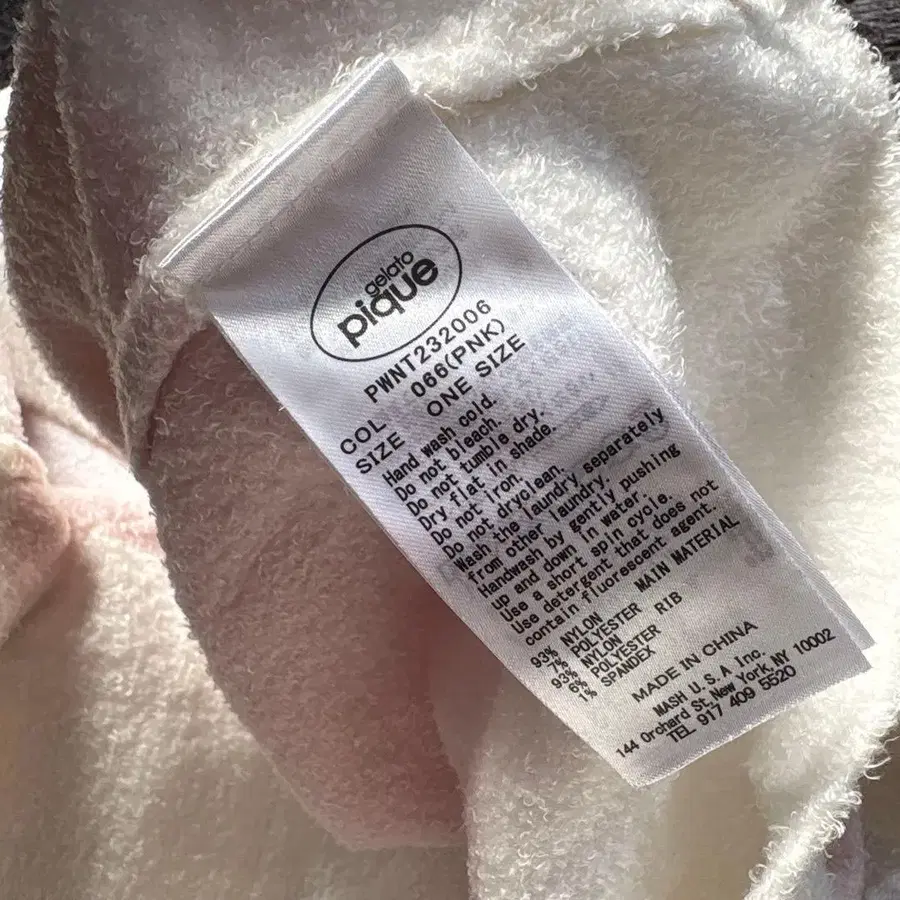 gelato
pique
PWNT232006
COL 066(PNK)
SIZE ONE SIZE
Hand wash cold.
Do not bleach.
Do not tumble dry.
Dry flat in shade.
Do not iron.
Do not dryclean.
Wash the laundry separately
from other laundry.
Handwash by gently pushing
up and down in water.
Use a short spin cycle.
Use detergent that does not
contain fluorescent agent.
93% NYLON MAIN MATERIAL
7% POLYESTER
93% NYLON RIB
6% POLYESTER
1% SPANDEX
MADE IN CHINA
MASH U.S.A Inc.
144 Orchard St,New York,NY 10002
TEL 917 409 5520